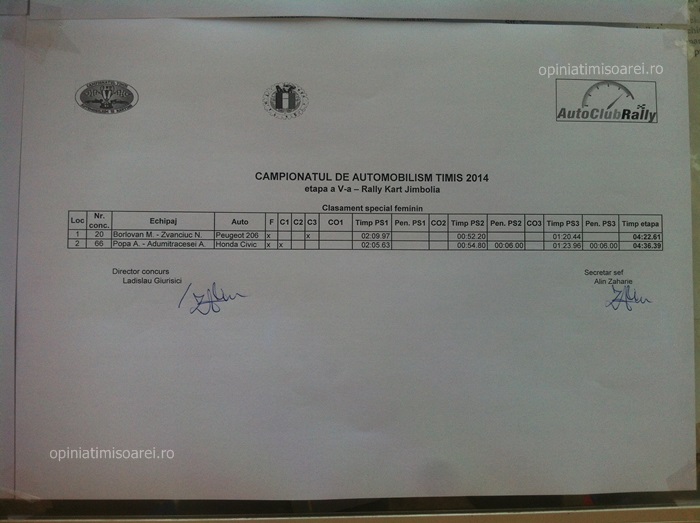 opiniatimisoarei.ro
AutoClubRally
CAMPIONATUL DE AUTOMOBILISM TIMIS 2014
etapa a V-a – Rally Kart Jimbolia
Clasament special feminin
Loc Nr. conc. Echipaj Auto F C1 C2 C3 CO1 Timp PS1 Pen. PS1 CO2 Timp PS2 Pen. PS2 CO3 Timp PS3 Pen. PS3 Timp etapa
1 20 Borlovan M. - Zvanciuc N. Peugeot 206 x x 02:09.97 00:52.20 01:20.44 04:22.61
2 66 Popa A. - Adumitracesei A. Honda Civic x x 02:05.63 00:54.80 00:06.00 01:23.96 00:06.00 04:36.39
Director concurs
Ladislau Giurisici
Secretar sef
Alin Zaharie
opiniatimisoarei.ro